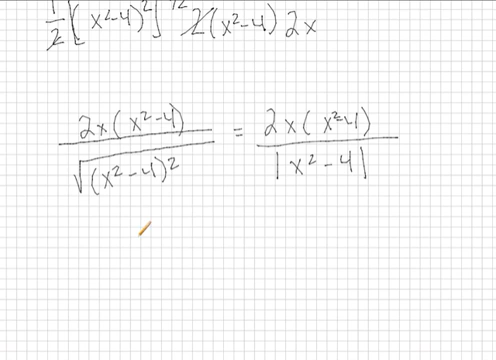 1/2 [(x²-4)²]^-1/2 2(x²-4) 2x
2x(x²-4) / √(x²-4)² = 2x(x²-4) / |x²-4|